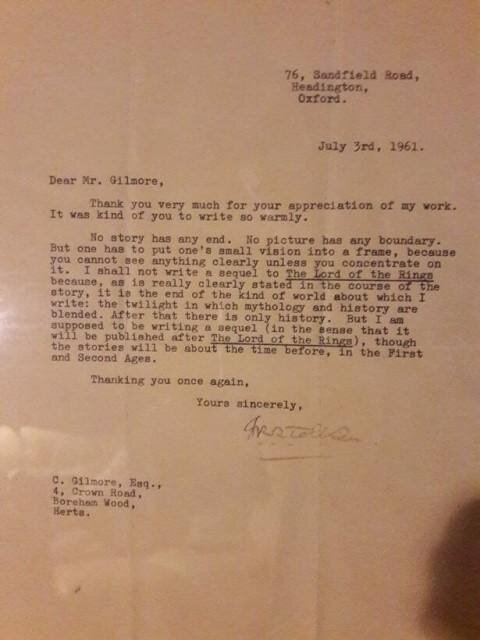 76, Sandfield Road,
Headington,
Oxford.
July 3rd, 1961.
Dear Mr. Gilmore,
Thank you very much for your appreciation of my work.
It was kind of you to write so warmly.
No story has any end. No picture has any boundary.
But one has to put one's small vision into a frame, because
you cannot see anything clearly unless you concentrate on
it. I shall not write a sequel to The Lord of the Rings
because, as is really clearly stated in the course of the
story, it is the end of the kind of world about which I
write: the twilight in which mythology and history are
blended. After that there is only history. But I am
supposed to be writing a sequel (in the sense that it
will be published after The Lord of the Rings), though
the stories will be about the time before, in the First
and Second Ages.
Thanking you once again,
Yours sincerely,
JRR Tolkien
C. Gilmore, Esq.,
4, Crown Road,
Boreham Wood,
Herts.